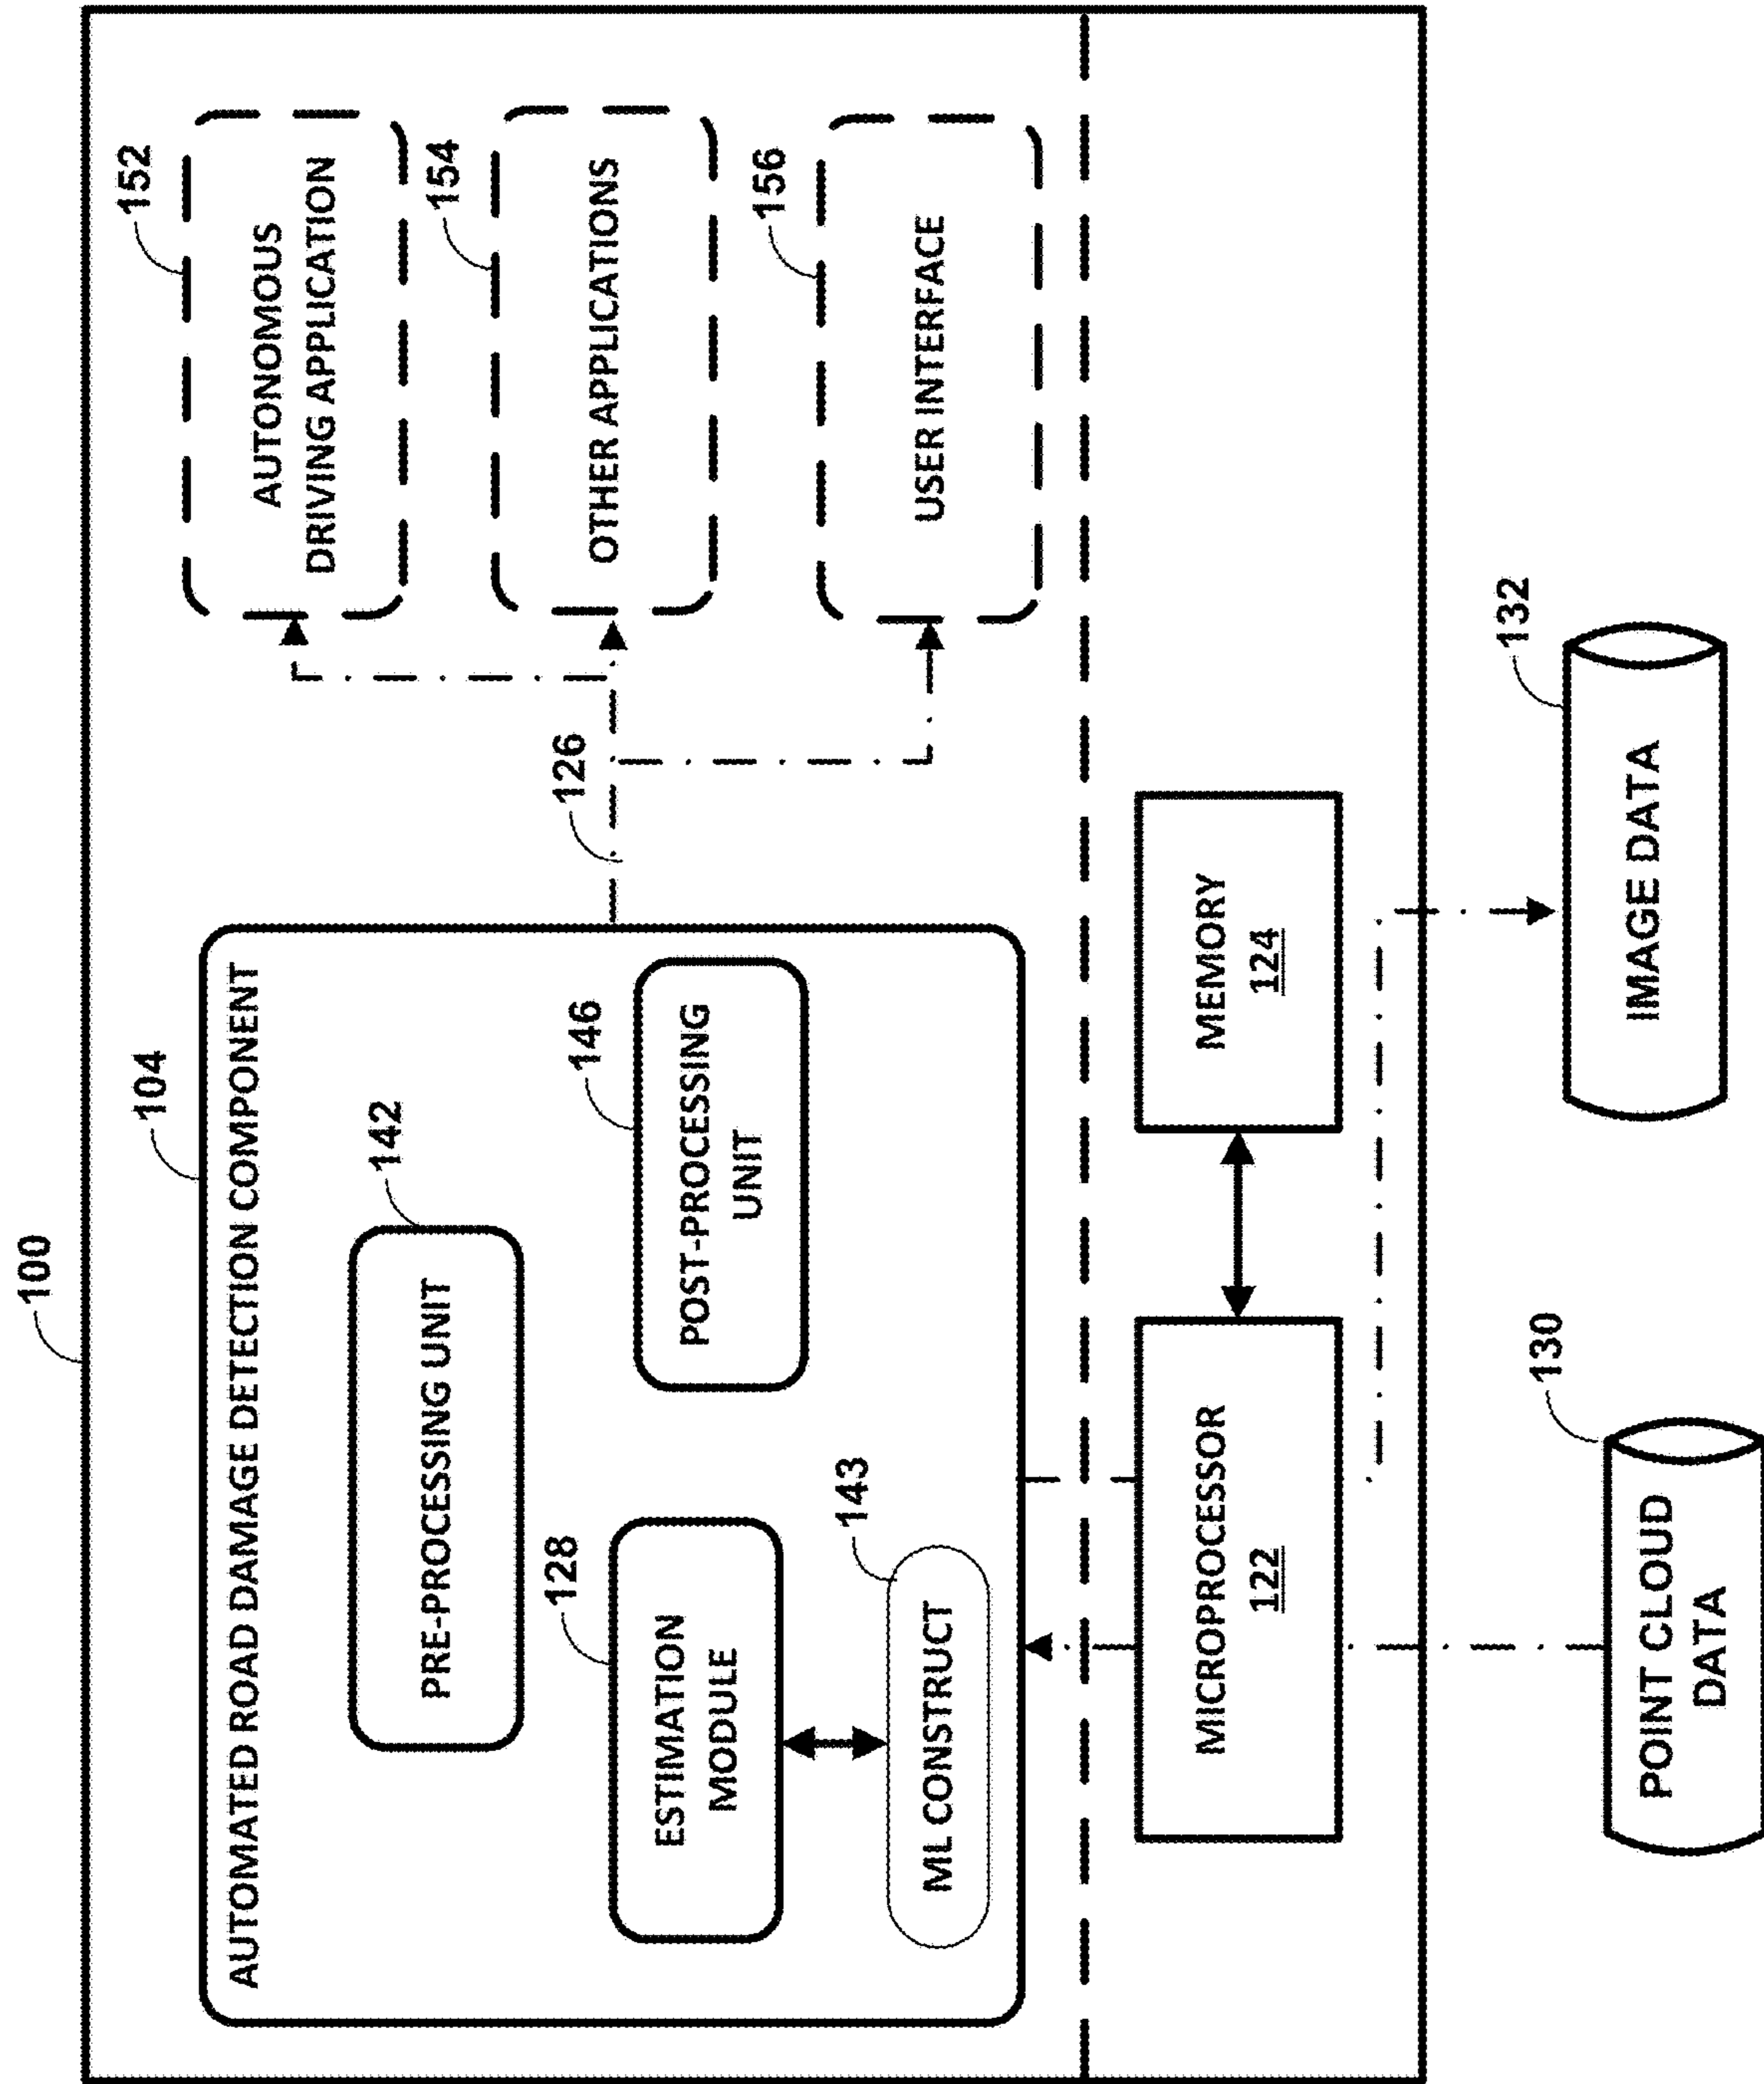 100
104
AUTOMATED ROAD DAMAGE DETECTION COMPONENT
142
PRE-PROCESSING UNIT
128
ESTIMATION
MODULE
143
ML CONSTRUCT
146
POST-PROCESSING
UNIT
126
152
AUTONOMOUS
DRIVING APPLICATION
154
OTHER APPLICATIONS
156
USER INTERFACE
MICROPROCESSOR
122
MEMORY
124
130
POINT CLOUD
DATA
132
IMAGE DATA